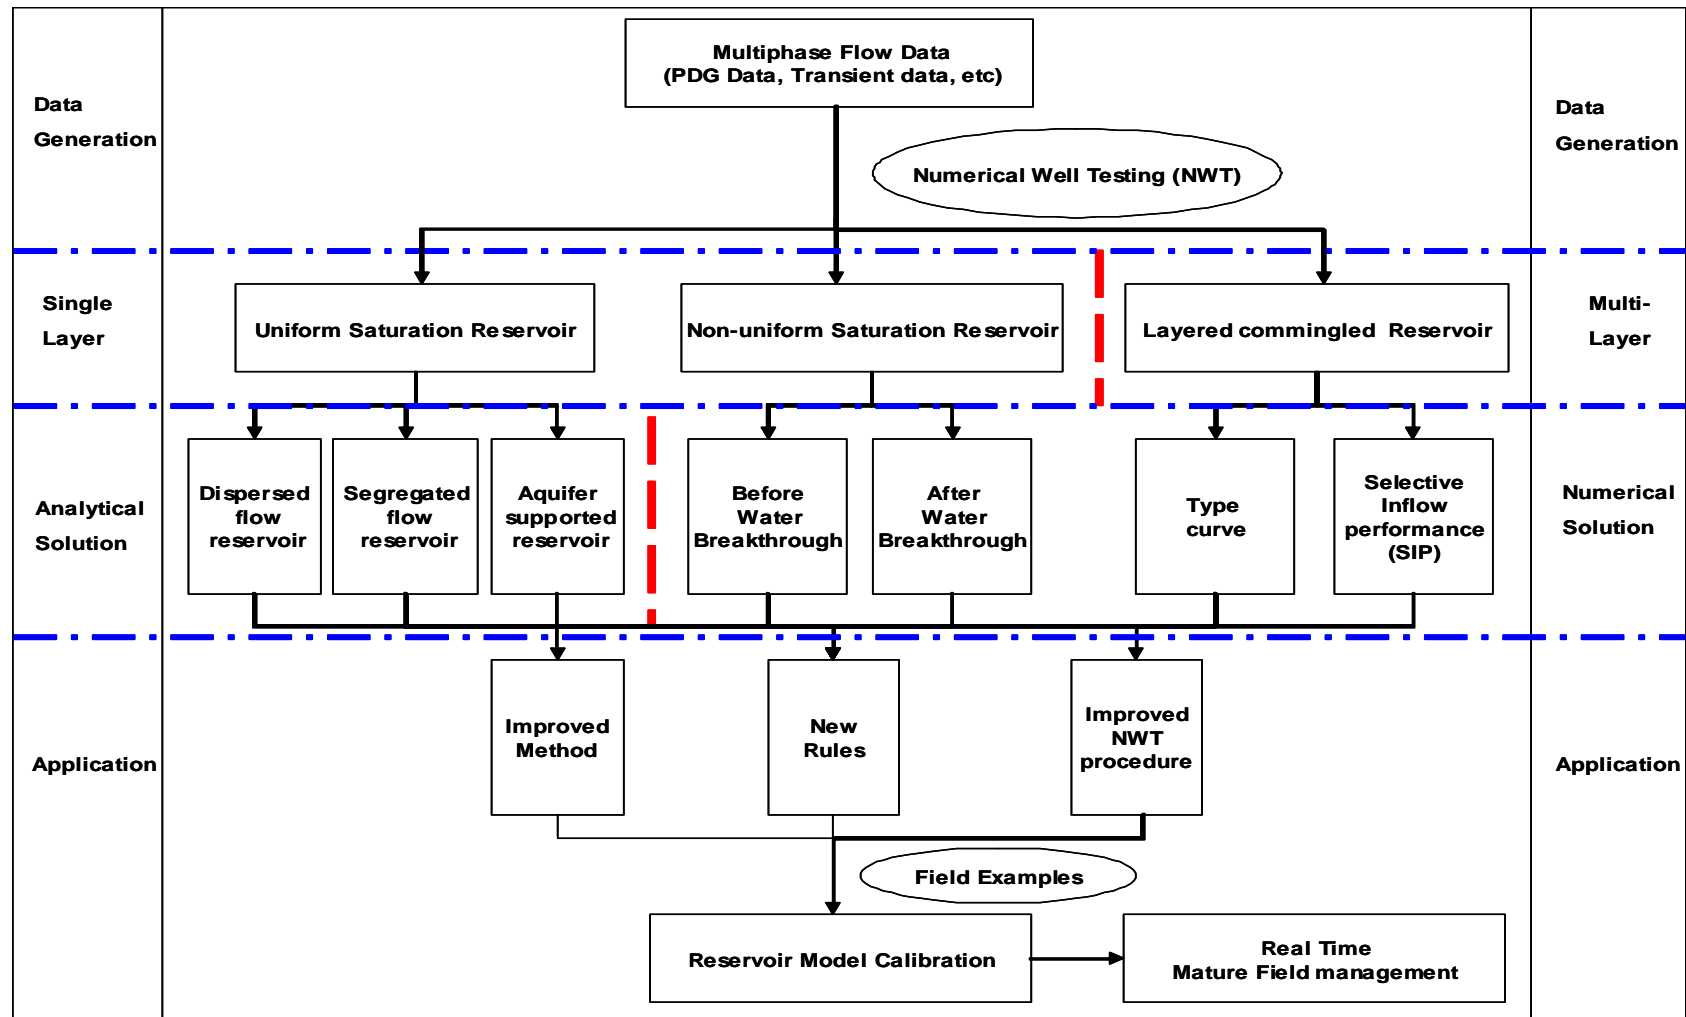 Multiphase Flow Data
(PDG Data, Transient data, etc)
Data
Generation
Data
Generation
Numerical Well Testing (NWT)
Single
Layer
Uniform Saturation Reservoir
Non-uniform Saturation Reservoir
Layered commingled Reservoir
Multi-
Layer
Analytical
Solution
Dispersed
flow
reservoir
Segregated
flow
reservoir
Aquifer
supported
reservoir
Before
Water
Breakthrough
After
Water
Breakthrough
Type
curve
Selective
Inflow
performance
(SIP)
Numerical
Solution
Application
Improved
Method
New
Rules
Improved
NWT
procedure
Application
Field Examples
Reservoir Model Calibration
Real Time
Mature Field management